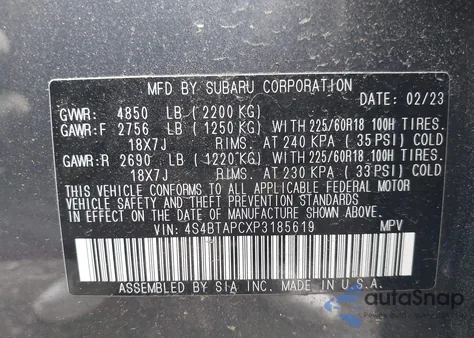 MFD BY SUBARU CORPORATION
DATE: 02/23
GVWR: 4850 LB (2200 KG)
GAWR:F 2756 LB (1250 KG) WITH 225/60R18 100H TIRES.
18X7J RIMS. AT 240 KPA (35 PSI) COLD
GAWR:R 2690 LB (1220 KG) WITH 225/60R18 100H TIRES.
18X7J RIMS. AT 230 KPA (33 PSI) COLD
THIS VEHICLE CONFORMS TO ALL APPLICABLE FEDERAL MOTOR
VEHICLE SAFETY AND THEFT PREVENTION STANDARDS
IN EFFECT ON THE DATE OF MANUFACTURE SHOWN ABOVE.
VIN: 4S4BTAPCXP3185619 MPV
ASSEMBLED BY SIA INC. MADE IN U.S.A.
autoSnap
Power by AutoBidMaster